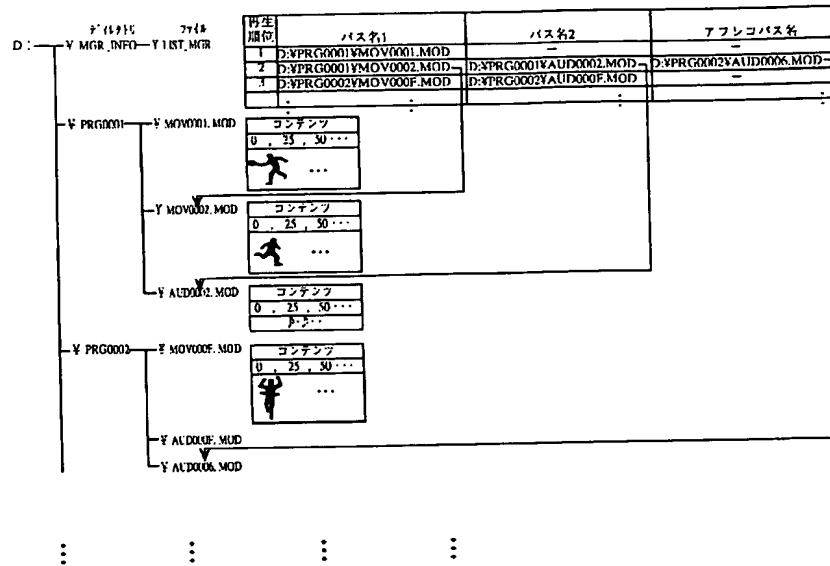 再生順位 パス名1 パス名2 アフレコパス名
ディレクトリ ファイル
D: ¥ MGR_INFO ¥ LIST_MGR
1 D:¥PRG0001¥MOV0001.MOD — —
2 D:¥PRG0001¥MOV0002.MOD D:¥PRG0001¥AUD0002.MOD D:¥PRG0002¥AUD0006.MOD
3 D:¥PRG0002¥MOV000F.MOD D:¥PRG0002¥AUD000F.MOD —
¥ PRG0001 ¥ MOV0001.MOD コンテンツ
0 , 25 , 50 ···
...
¥ MOV0002.MOD コンテンツ
0 , 25 , 50 ···
...
¥ AUD0002.MOD コンテンツ
0 , 25 , 50 ···
¥ PRG0002 ¥ MOV000F.MOD コンテンツ
0 , 25 , 50 ···
...
¥ AUD000F.MOD
¥ AUD0006.MOD